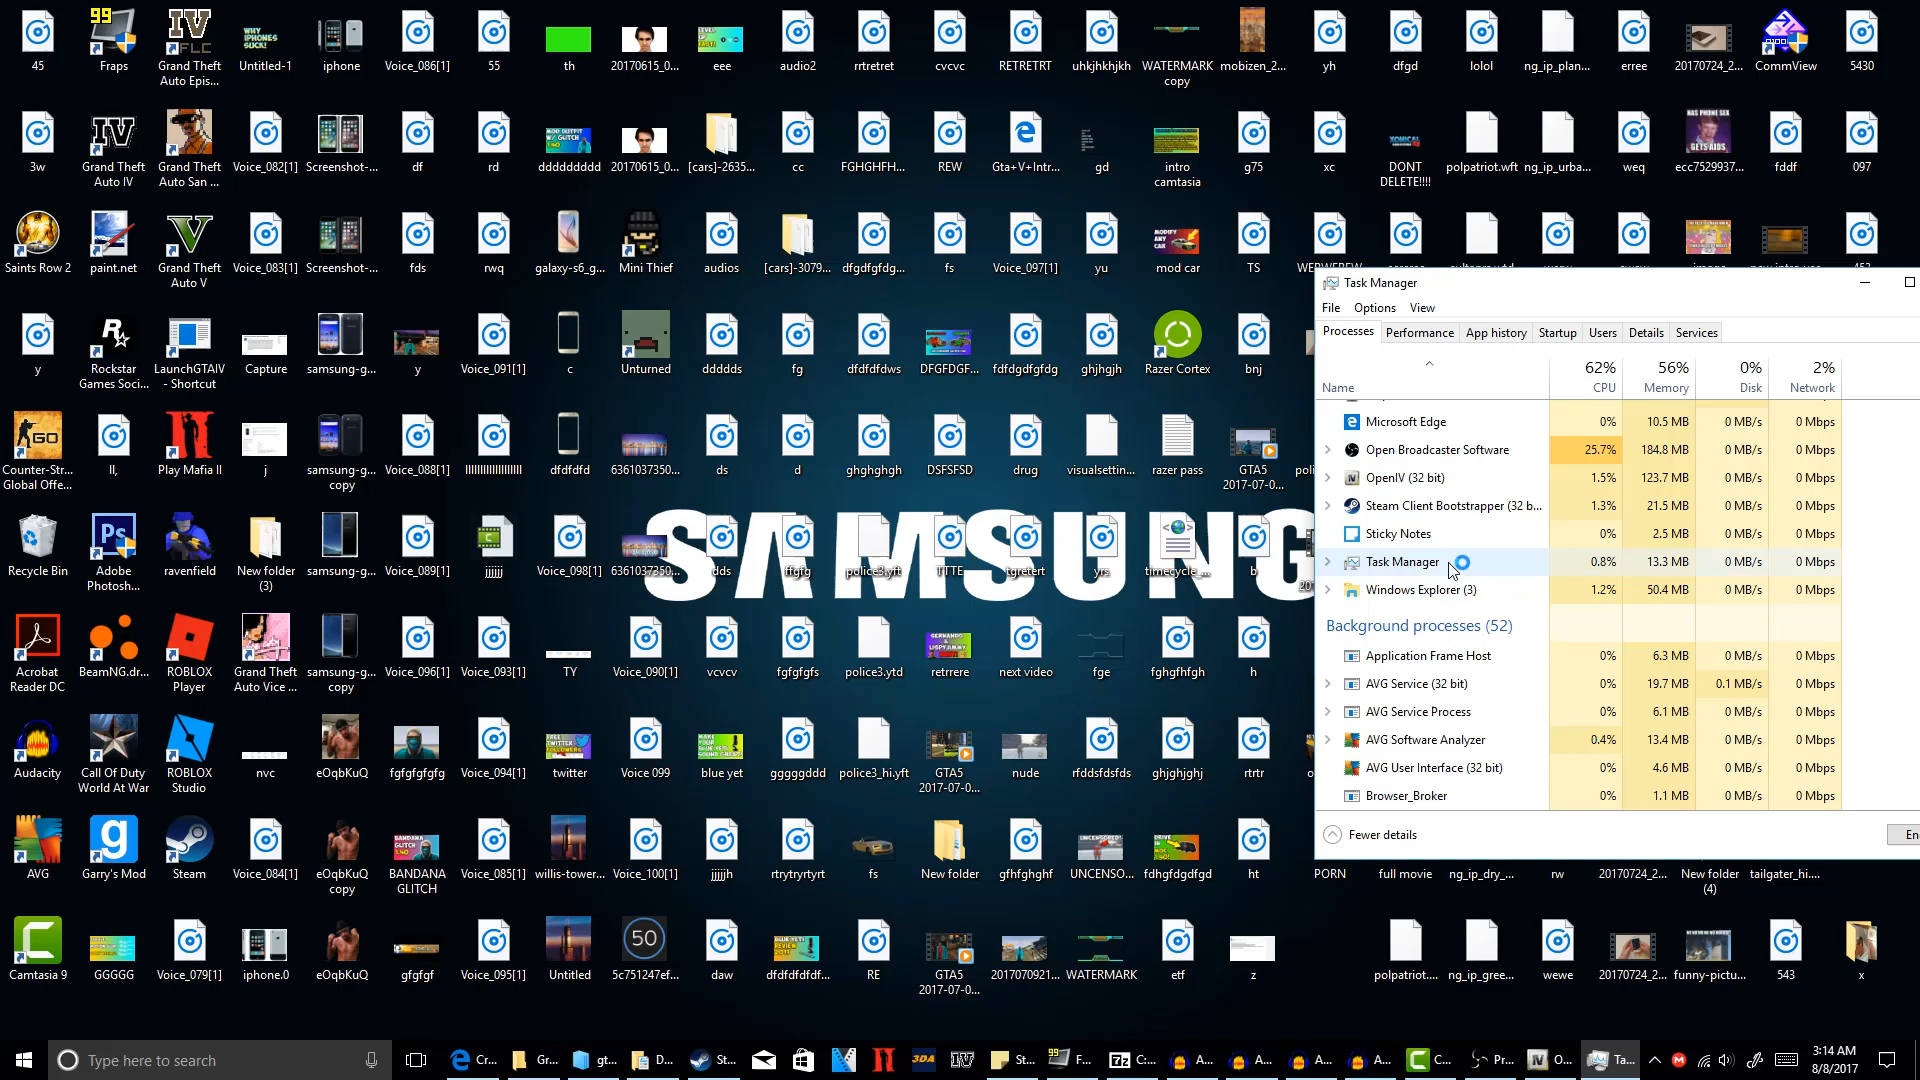 45
Fraps
Grand Theft
Auto Epis...
Untitled-1
iphone
Voice_086[1]
55
th
20170615_0...
eee
audio2
rrtretret
cvcvc
RETRETRT
uhkjhkhjkh
WATERMARK
copy
mobizen_2...
yh
dfgd
lolol
ng_ip_plan...
erree
20170724_2...
CommView
5430
3w
Grand Theft
Auto IV
Grand Theft
Auto San ...
Voice_082[1]
Screenshot-...
df
rd
ddddddddd
20170615_0...
[cars]-2635...
cc
FGHGHFH...
REW
Gta+V+Intr...
gd
intro
camtasia
g75
xc
DONT
DELETE!!!!
polpatriot.wft
ng_ip_urba...
weq
ecc7529937...
fddf
097
Saints Row 2
paint.net
Grand Theft
Auto V
Voice_083[1]
Screenshot-...
fds
rwq
galaxy-s6_g...
Mini Thief
audios
[cars]-3079...
dfgdfgfdg...
fs
Voice_097[1]
yu
mod car
TS
y
Rockstar
Games Soci...
LaunchGTAIV
- Shortcut
Capture
samsung-g...
y
Voice_091[1]
c
Unturned
ddddds
fg
dfdfdfdws
DFGFDGF...
fdfdgdfgfdg
ghjhgjh
Razer Cortex
bnj
Counter-Str...
Global Offe...
ll,
Play Mafia II
j
samsung-g...
copy
Voice_088[1]
dfdfdfd
6361037350...
ds
d
ghghghgh
DSFSFSD
drug
visualsettin...
razer pass
GTA5
2017-07-0...
SAMSUNG
Recycle Bin
Adobe
Photosh...
ravenfield
New folder
(3)
samsung-g...
Voice_089[1]
jjjjjj
Voice_098[1]
6361037350...
dds
ffgfg
police3.yft
TTTE
tgretert
yrs
timecycle_...
b
Acrobat
Reader DC
BeamNG.dr...
ROBLOX
Player
Grand Theft
Auto Vice ...
samsung-g...
copy
Voice_096[1]
Voice_093[1]
TY
Voice_090[1]
vcvcv
fgfgfgfs
police3.ytd
retrrere
next video
fge
fghgfhfgh
h
Audacity
Call Of Duty
World At War
ROBLOX
Studio
nvc
eOqbKuQ
fgfgfgfgfg
Voice_094[1]
twitter
Voice 099
blue yet
gggggddd
police3_hi.yft
GTA5
2017-07-0...
nude
rfddsfdsfds
ghjghjghj
rtrtr
AVG
Garry's Mod
Steam
Voice_084[1]
eOqbKuQ
copy
BANDANA
GLITCH
Voice_085[1]
willis-tower...
Voice_100[1]
jjjjjjh
rtrytryrtyrt
fs
New folder
gfhfghghf
UNCENSO...
fdhgfdgdfgd
ht
PORN
full movie
ng_ip_dry_...
rw
20170724_2...
New folder
(4)
tailgater_hi....
Camtasia 9
GGGGG
Voice_079[1]
iphone.0
eOqbKuQ
gfgfgf
Voice_095[1]
Untitled
50
5c751247ef...
daw
dfdfdfdfdf...
RE
GTA5
2017-07-0...
2017070921...
WATERMARK
etf
z
polpatriot....
ng_ip_gree...
wewe
20170724_2...
funny-pictu...
543
x
Task Manager
File Options View
Processes Performance App history Startup Users Details Services
62% 56% 0% 2%
Name CPU Memory Disk Network
Microsoft Edge 0% 10.5 MB 0 MB/s 0 Mbps
Open Broadcaster Software 25.7% 184.8 MB 0 MB/s 0 Mbps
OpenIV (32 bit) 1.5% 123.7 MB 0 MB/s 0 Mbps
Steam Client Bootstrapper (32 b... 1.3% 21.5 MB 0 MB/s 0 Mbps
Sticky Notes 0% 2.5 MB 0 MB/s 0 Mbps
Task Manager 0.8% 13.3 MB 0 MB/s 0 Mbps
Windows Explorer (3) 1.2% 50.4 MB 0 MB/s 0 Mbps
Background processes (52)
Application Frame Host 0% 6.3 MB 0 MB/s 0 Mbps
AVG Service (32 bit) 0% 19.7 MB 0.1 MB/s 0 Mbps
AVG Service Process 0% 6.1 MB 0 MB/s 0 Mbps
AVG Software Analyzer 0.4% 13.4 MB 0 MB/s 0 Mbps
AVG User Interface (32 bit) 0% 4.6 MB 0 MB/s 0 Mbps
Browser_Broker 0% 1.1 MB 0 MB/s 0 Mbps
Fewer details
Type here to search
Cr...
Gr...
gt...
D...
St...
St...
F...
C:...
A...
A...
A...
A...
C...
Pr...
O...
Ta...
3:14 AM
8/8/2017